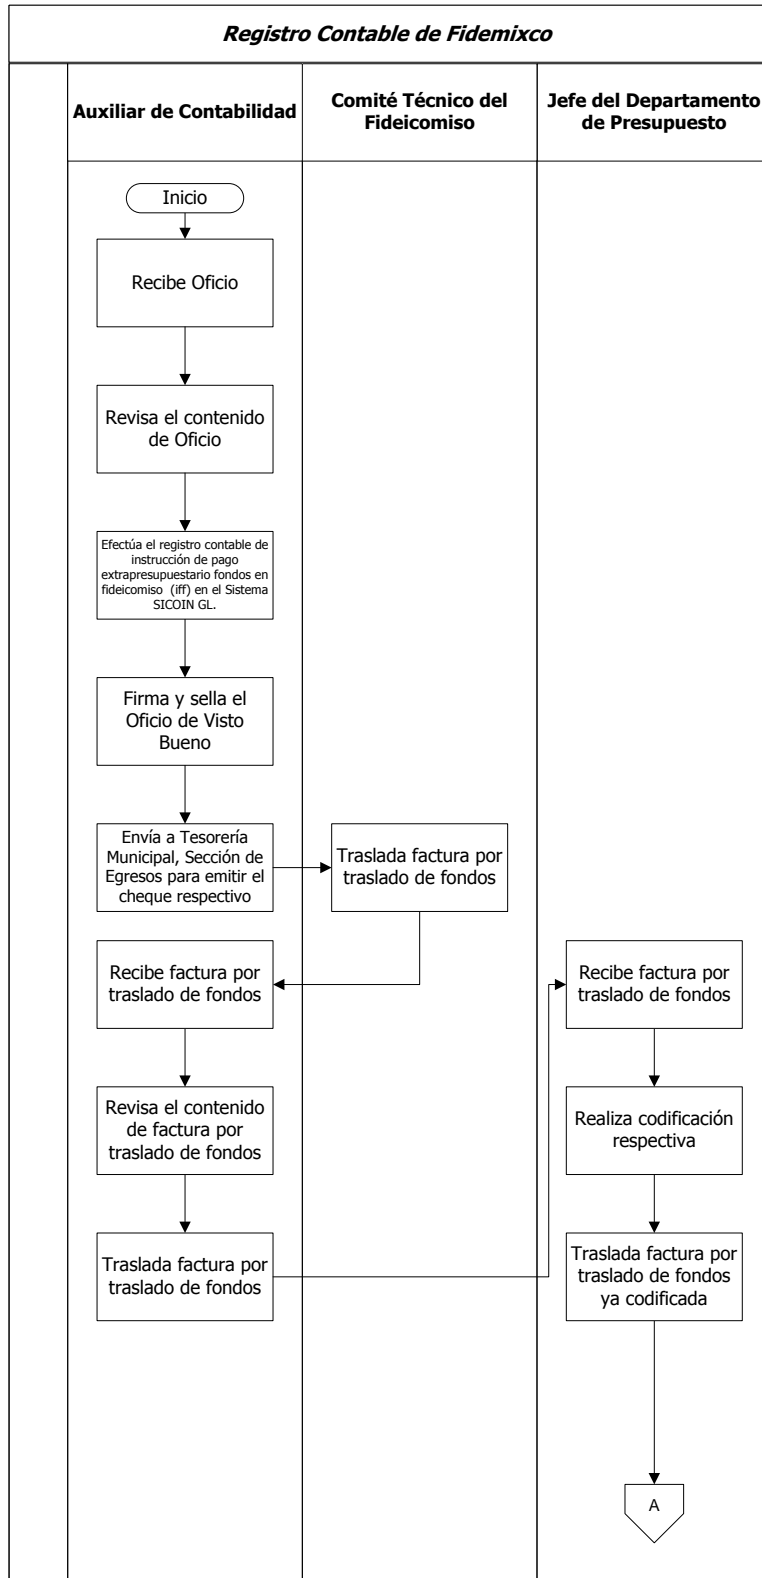 Registro Contable de Fidemixco
Auxiliar de Contabilidad
Comité Técnico del
Fideicomiso
Jefe del Departamento
de Presupuesto
Inicio
Recibe Oficio
Revisa el contenido
de Oficio
Efectúa el registro contable de
instrucción de pago
extrapresupuestario fondos en
fideicomiso (iff) en el Sistema
SICOIN GL.
Firma y sella el
Oficio de Visto
Bueno
Envía a Tesorería
Municipal, Sección de
Egresos para emitir el
cheque respectivo
Traslada factura por
traslado de fondos
Recibe factura por
traslado de fondos
Revisa el contenido
de factura por
traslado de fondos
Traslada factura por
traslado de fondos
Recibe factura por
traslado de fondos
Realiza codificación
respectiva
Traslada factura por
traslado de fondos
ya codificada
A